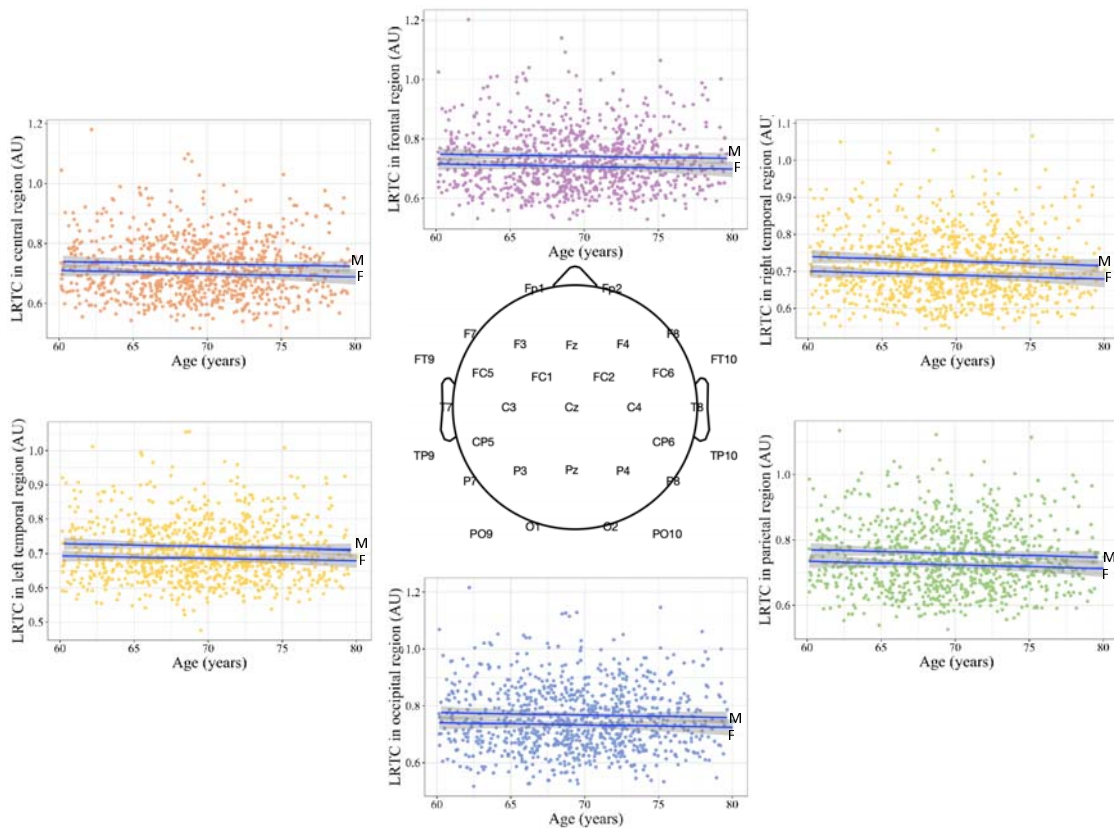 LRTC in frontal region (AU)
1.2
1.0
0.8
0.6
M
F
60 65 70 75 80
Age (years)
LRTC in central region (AU)
1.2
1.0
0.8
0.6
M
F
60 65 70 75 80
Age (years)
LRTC in right temporal region (AU)
1.1
1.0
0.9
0.8
0.7
0.6
M
F
60 65 70 75 80
Age (years)
Fp1 Fp2
F7 F3 Fz F4 F8
FT9 FC5 FC1 FC2 FC6 FT10
T7 C3 Cz C4 T8
TP9 CP5 CP6 TP10
P7 P3 Pz P4 P8
PO9 O1 O2 PO10
LRTC in left temporal region (AU)
1.0
0.9
0.8
0.7
0.6
0.5
M
F
60 65 70 75 80
Age (years)
LRTC in parietal region (AU)
1.0
0.8
0.6
M
F
60 65 70 75 80
Age (years)
LRTC in occipital region (AU)
1.2
1.0
0.8
0.6
M
F
60 65 70 75 80
Age (years)